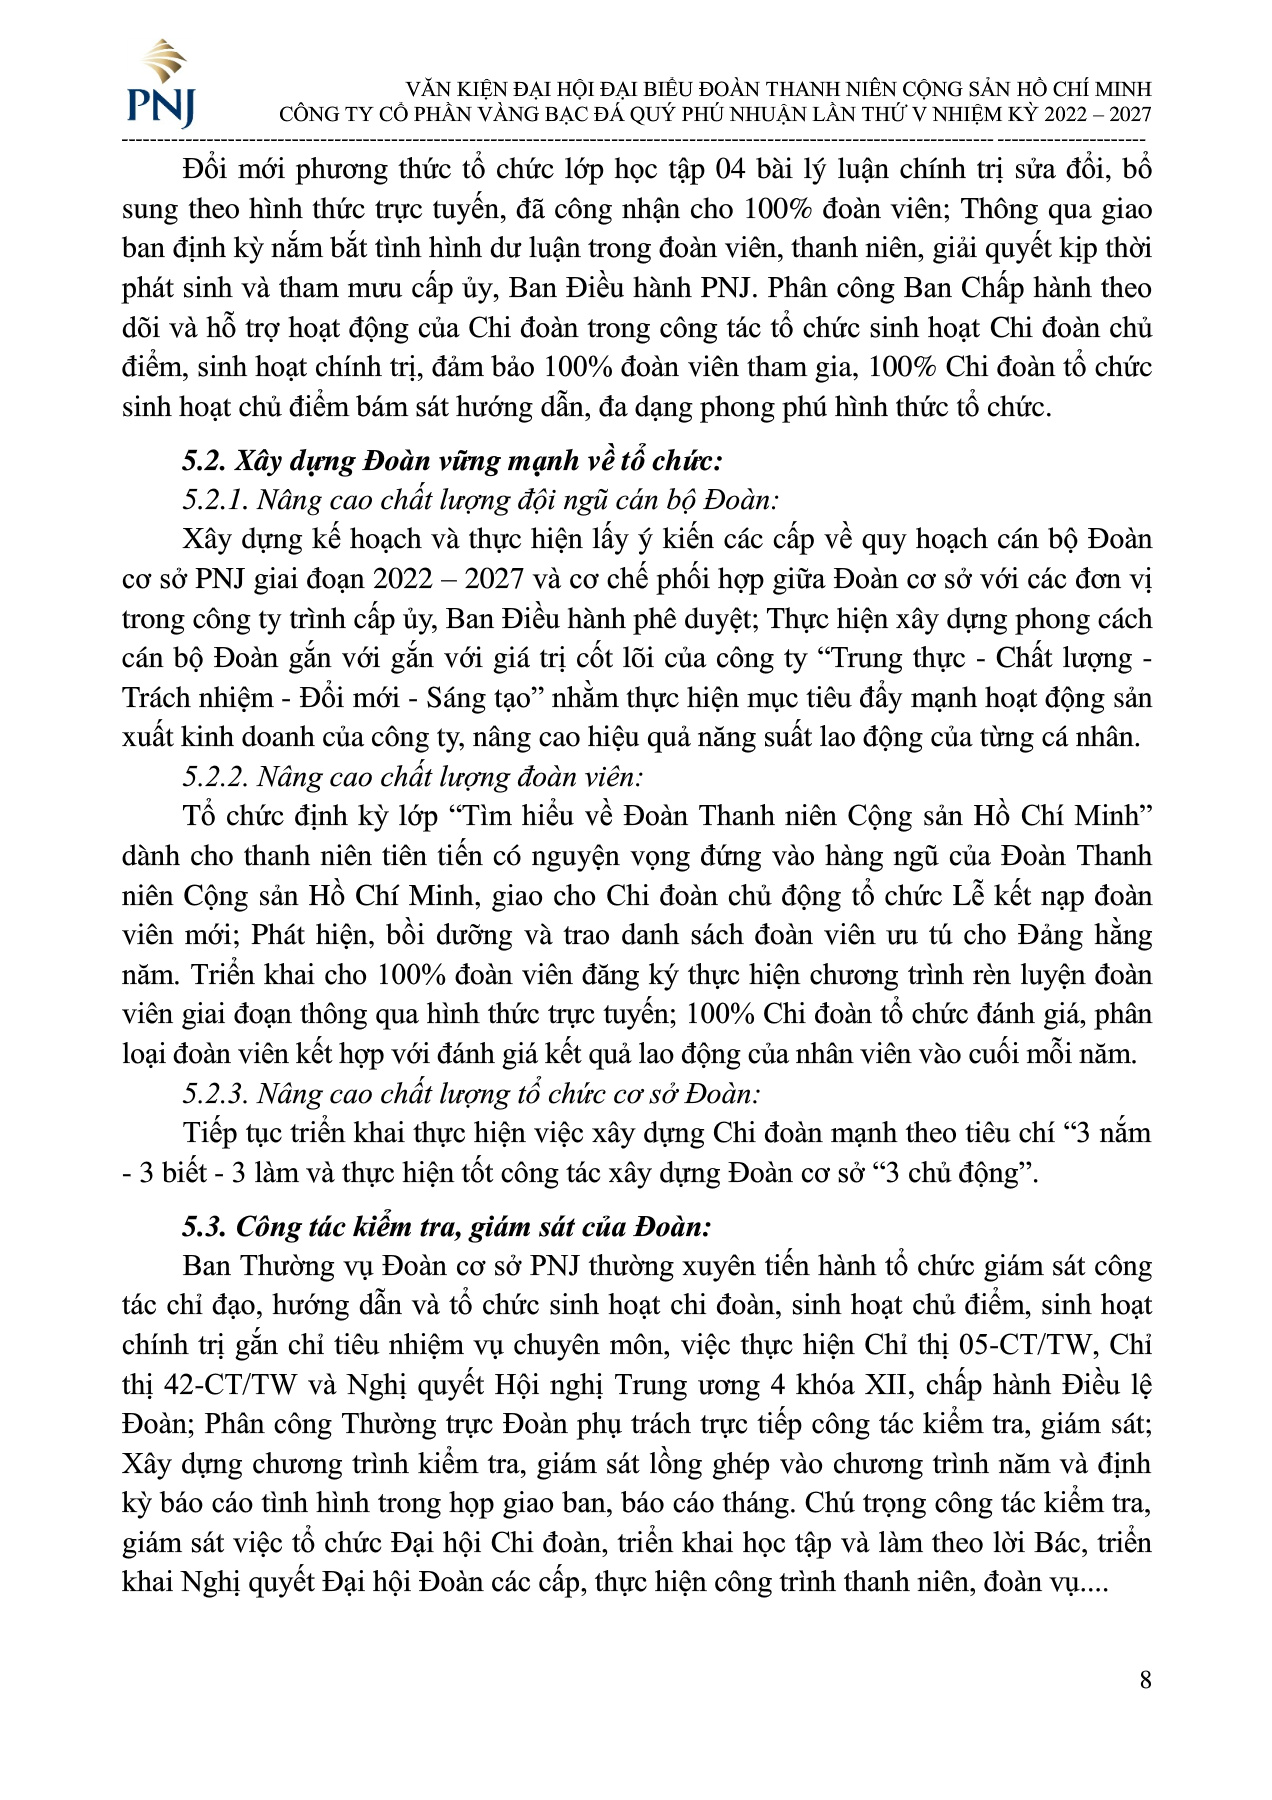 PNJ
VĂN KIỆN ĐẠI HỘI ĐẠI BIỂU ĐOÀN THANH NIÊN CỘNG SẢN HỒ CHÍ MINH
CÔNG TY CỔ PHẦN VÀNG BẠC ĐÁ QUÝ PHÚ NHUẬN LẦN THỨ V NHIỆM KỲ 2022 – 2027
Đổi mới phương thức tổ chức lớp học tập 04 bài lý luận chính trị sửa đổi, bổ
sung theo hình thức trực tuyến, đã công nhận cho 100% đoàn viên; Thông qua giao
ban định kỳ nắm bắt tình hình dư luận trong đoàn viên, thanh niên, giải quyết kịp thời
phát sinh và tham mưu cấp ủy, Ban Điều hành PNJ. Phân công Ban Chấp hành theo
dõi và hỗ trợ hoạt động của Chi đoàn trong công tác tổ chức sinh hoạt Chi đoàn chủ
điểm, sinh hoạt chính trị, đảm bảo 100% đoàn viên tham gia, 100% Chi đoàn tổ chức
sinh hoạt chủ điểm bám sát hướng dẫn, đa dạng phong phú hình thức tổ chức.
5.2. Xây dựng Đoàn vững mạnh về tổ chức:
5.2.1. Nâng cao chất lượng đội ngũ cán bộ Đoàn:
Xây dựng kế hoạch và thực hiện lấy ý kiến các cấp về quy hoạch cán bộ Đoàn
cơ sở PNJ giai đoạn 2022 – 2027 và cơ chế phối hợp giữa Đoàn cơ sở với các đơn vị
trong công ty trình cấp ủy, Ban Điều hành phê duyệt; Thực hiện xây dựng phong cách
cán bộ Đoàn gắn với gắn với giá trị cốt lõi của công ty “Trung thực - Chất lượng -
Trách nhiệm - Đổi mới - Sáng tạo” nhằm thực hiện mục tiêu đẩy mạnh hoạt động sản
xuất kinh doanh của công ty, nâng cao hiệu quả năng suất lao động của từng cá nhân.
5.2.2. Nâng cao chất lượng đoàn viên:
Tổ chức định kỳ lớp “Tìm hiểu về Đoàn Thanh niên Cộng sản Hồ Chí Minh”
dành cho thanh niên tiên tiến có nguyện vọng đứng vào hàng ngũ của Đoàn Thanh
niên Cộng sản Hồ Chí Minh, giao cho Chi đoàn chủ động tổ chức Lễ kết nạp đoàn
viên mới; Phát hiện, bồi dưỡng và trao danh sách đoàn viên ưu tú cho Đảng hằng
năm. Triển khai cho 100% đoàn viên đăng ký thực hiện chương trình rèn luyện đoàn
viên giai đoạn thông qua hình thức trực tuyến; 100% Chi đoàn tổ chức đánh giá, phân
loại đoàn viên kết hợp với đánh giá kết quả lao động của nhân viên vào cuối mỗi năm.
5.2.3. Nâng cao chất lượng tổ chức cơ sở Đoàn:
Tiếp tục triển khai thực hiện việc xây dựng Chi đoàn mạnh theo tiêu chí “3 nắm
- 3 biết - 3 làm và thực hiện tốt công tác xây dựng Đoàn cơ sở “3 chủ động”.
5.3. Công tác kiểm tra, giám sát của Đoàn:
Ban Thường vụ Đoàn cơ sở PNJ thường xuyên tiến hành tổ chức giám sát công
tác chỉ đạo, hướng dẫn và tổ chức sinh hoạt chi đoàn, sinh hoạt chủ điểm, sinh hoạt
chính trị gắn chỉ tiêu nhiệm vụ chuyên môn, việc thực hiện Chỉ thị 05-CT/TW, Chỉ
thị 42-CT/TW và Nghị quyết Hội nghị Trung ương 4 khóa XII, chấp hành Điều lệ
Đoàn; Phân công Thường trực Đoàn phụ trách trực tiếp công tác kiểm tra, giám sát;
Xây dựng chương trình kiểm tra, giám sát lồng ghép vào chương trình năm và định
kỳ báo cáo tình hình trong họp giao ban, báo cáo tháng. Chú trọng công tác kiểm tra,
giám sát việc tổ chức Đại hội Chi đoàn, triển khai học tập và làm theo lời Bác, triển
khai Nghị quyết Đại hội Đoàn các cấp, thực hiện công trình thanh niên, đoàn vụ....
8